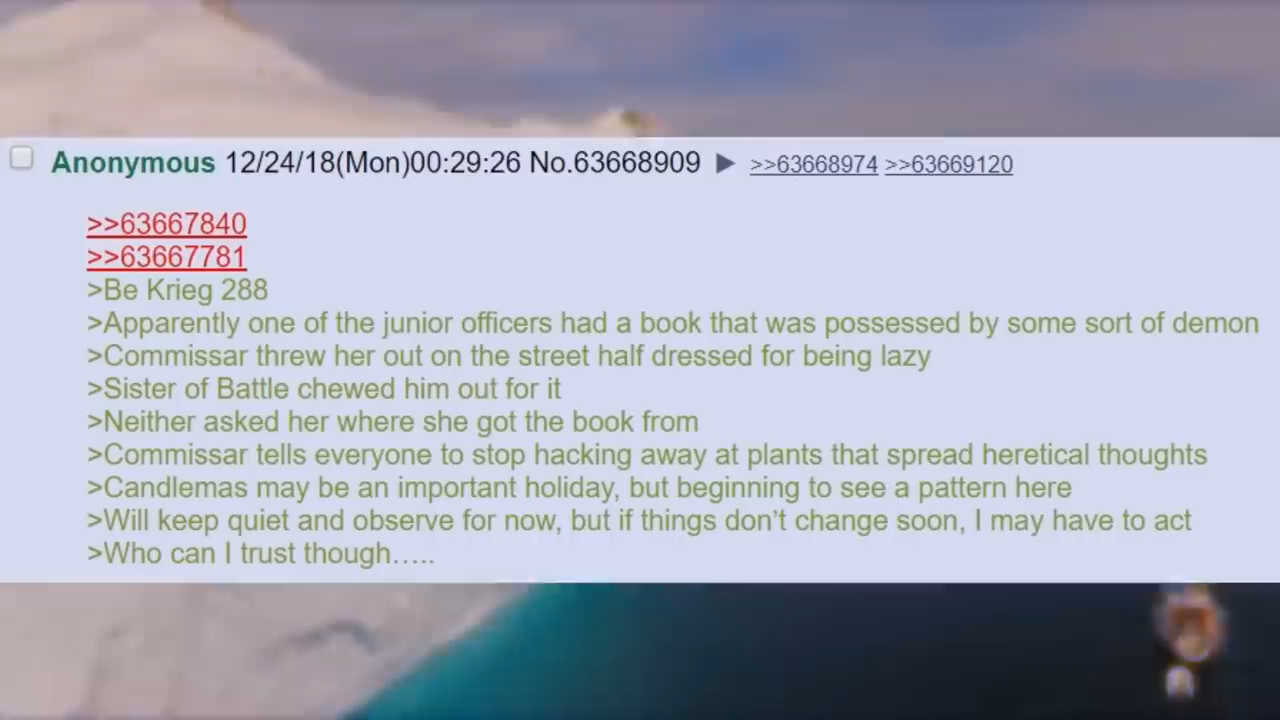 Anonymous 12/24/18(Mon)00:29:26 No.63668909 ▶ >>63668974 >>63669120
>>63667840
>>63667781
>Be Krieg 288
>Apparently one of the junior officers had a book that was possessed by some sort of demon
>Commissar threw her out on the street half dressed for being lazy
>Sister of Battle chewed him out for it
>Neither asked her where she got the book from
>Commissar tells everyone to stop hacking away at plants that spread heretical thoughts
>Candlemas may be an important holiday, but beginning to see a pattern here
>Will keep quiet and observe for now, but if things don’t change soon, I may have to act
>Who can I trust though…..